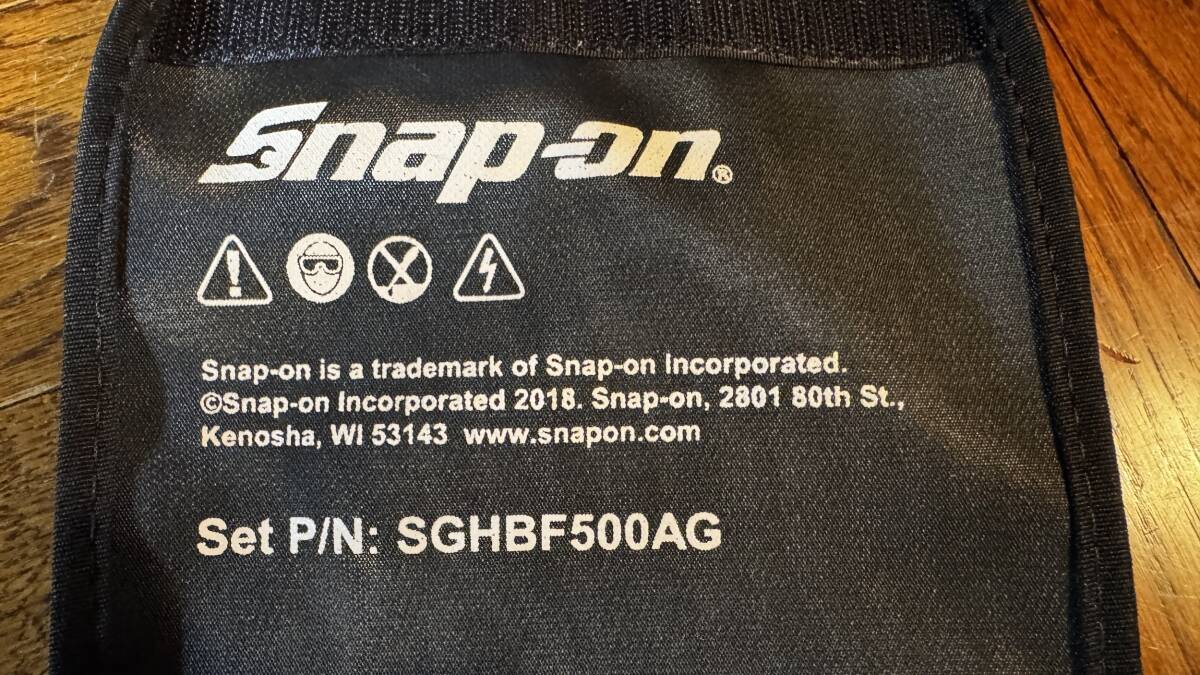 Snap-on®
Snap-on is a trademark of Snap-on Incorporated.
©Snap-on Incorporated 2018. Snap-on, 2801 80th St.,
Kenosha, WI 53143 www.snapon.com
Set P/N: SGHBF500AG